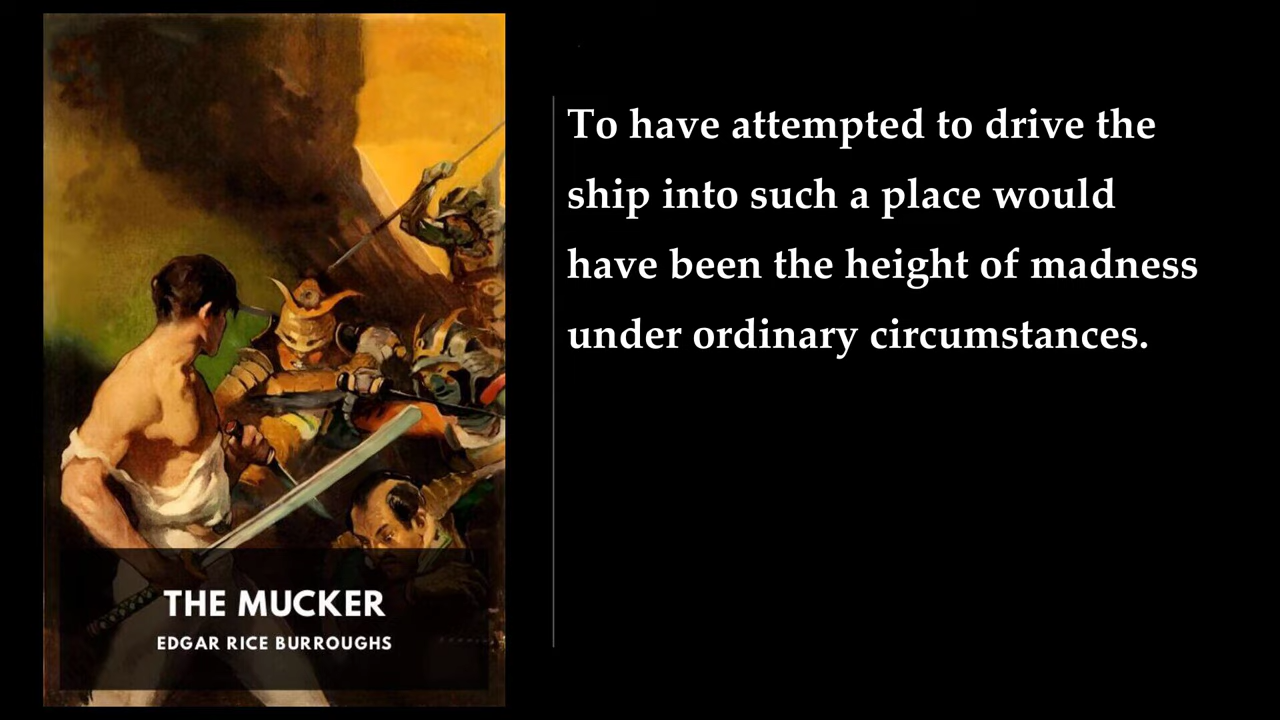 To have attempted to drive the
ship into such a place would
have been the height of madness
under ordinary circumstances.
THE MUCKER
EDGAR RICE BURROUGHS